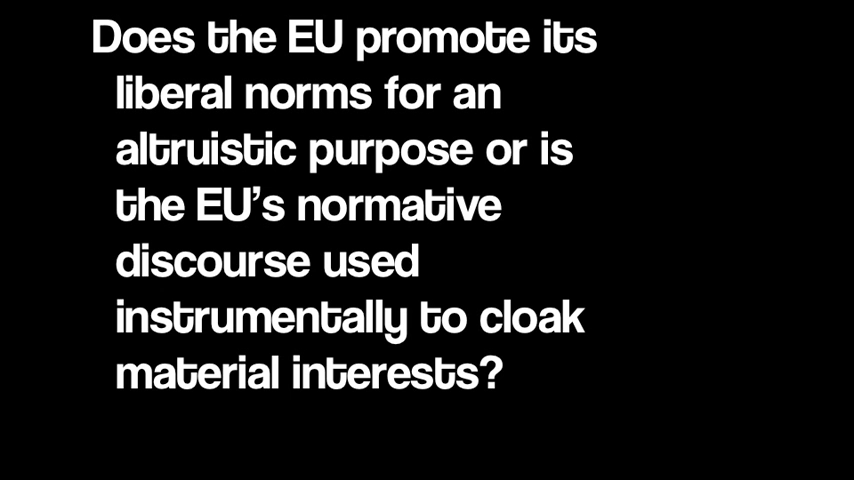 Does the EU promote its
liberal norms for an
altruistic purpose or is
the EU's normative
discourse used
instrumentally to cloak
material interests?